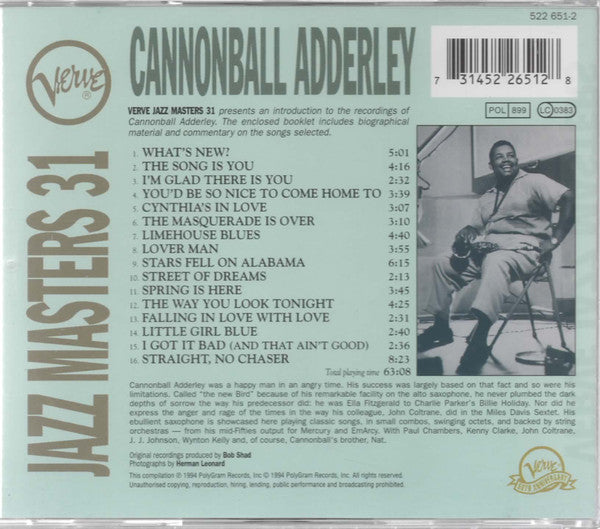 522 651-2
CANNONBALL ADDERLEY
Verve®
JAZZ MASTERS 31
7 31452 26512 8
POL 899
LC 0383
VERVE JAZZ MASTERS 31 presents an introduction to the recordings of
Cannonball Adderley. The enclosed booklet includes biographical
material and commentary on the songs selected.
1. WHAT'S NEW? 5:01
2. THE SONG IS YOU 4:16
3. I'M GLAD THERE IS YOU 2:32
4. YOU'D BE SO NICE TO COME HOME TO 3:39
5. CYNTHIA'S IN LOVE 3:07
6. THE MASQUERADE IS OVER 3:10
7. LIMEHOUSE BLUES 4:40
8. LOVER MAN 3:55
9. STARS FELL ON ALABAMA 6:15
10. STREET OF DREAMS 2:13
11. SPRING IS HERE 3:45
12. THE WAY YOU LOOK TONIGHT 4:25
13. FALLING IN LOVE WITH LOVE 2:31
14. LITTLE GIRL BLUE 2:40
15. I GOT IT BAD (AND THAT AIN'T GOOD) 2:36
16. STRAIGHT, NO CHASER 8:23
Total playing time 63:08
Cannonball Adderley was a happy man in an angry time. His success was largely based on that fact and so were his
limitations. Called "the new Bird" because of his remarkable facility on the alto saxophone, he never plumbed the dark
depths of sorrow the way his predecessor did: he was Ella Fitzgerald to Charlie Parker's Billie Holiday. Nor did he
express the anger and rage of the times in the way his colleague, John Coltrane, did in the Miles Davis Sextet. His
ebullient saxophone is showcased here playing classic songs, in small combos, swinging octets, and backed by string
orchestras — from his mid-Fifties output for Mercury and EmArcy. With Paul Chambers, Kenny Clarke, John Coltrane,
J. J. Johnson, Wynton Kelly and, of course, Cannonball's brother, Nat.
Original recordings produced by Bob Shad
Photographs by Herman Leonard
This compilation ℗ 1994 PolyGram Records, Inc © 1994 PolyGram Records, Inc. All rights reserved.
Unauthorised copying, reproduction, hiring, lending, public performance and broadcasting prohibited.
Verve
50TH ANNIVERSARY